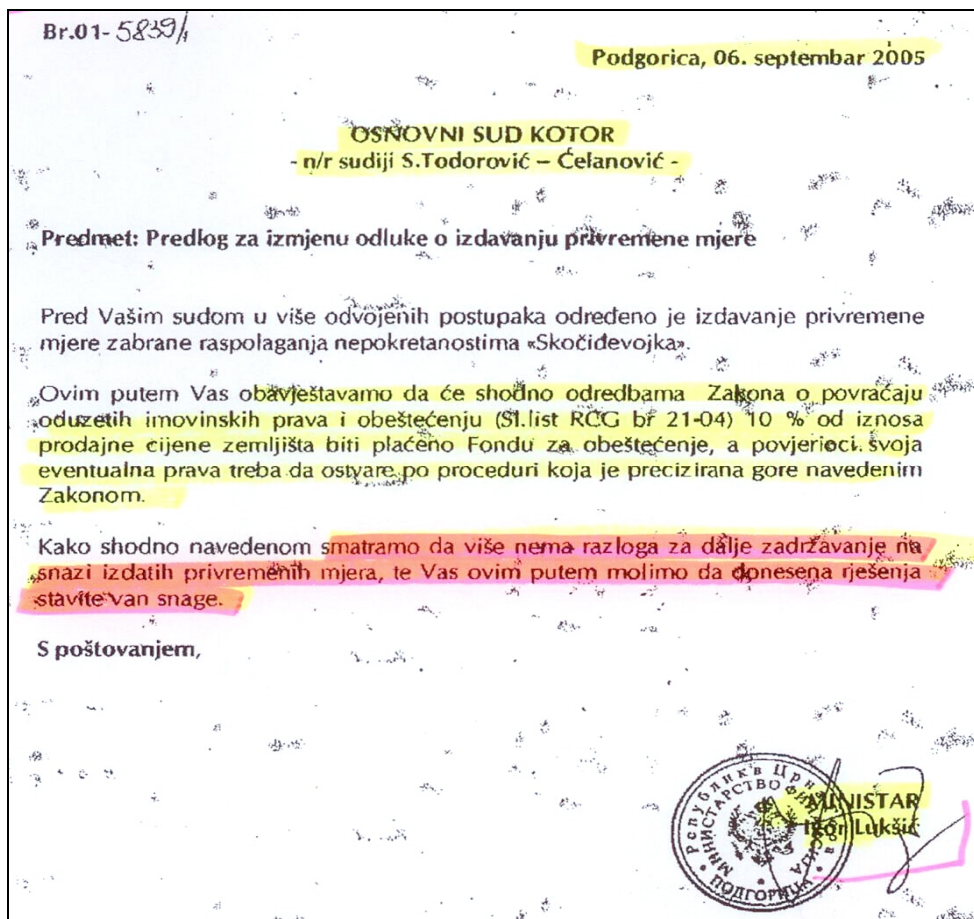 Br.01- 5839/1
Podgorica, 06. septembar 2005
OSNOVNI SUD KOTOR
- n/r sudiji S.Todorović – Ćelanović -
Predmet: Predlog za izmjenu odluke o izdavanju privremene mjere
Pred Vašim sudom u više odvojenih postupaka određeno je izdavanje privremene
mjere zabrane raspolaganja nepokretanostima «Skočiđevojka».
Ovim putem Vas obavještavamo da će shodno odredbama Zakona o povraćaju
oduzetih imovinskih prava i obeštećenju (Sl.list RCG br 21-04) 10 % od iznosa
prodajne cijene zemljišta biti plaćeno Fondu za obeštećenje, a povjerioci svoja
eventualna prava treba da ostvare po proceduri koja je precizirana gore navedenim
Zakonom.
Kako shodno navedenom smatramo da više nema razloga za dalje zadržavanje na
snazi izdatih privremenih mjera, te Vas ovim putem molimo da donesena rješenja
stavite van snage.
S poštovanjem,
MINISTAR
Igor Lukšić
Република Црна Гора
МИНИСТАРСТВО ФИНАНСИЈА
ПОДГОРИЦА